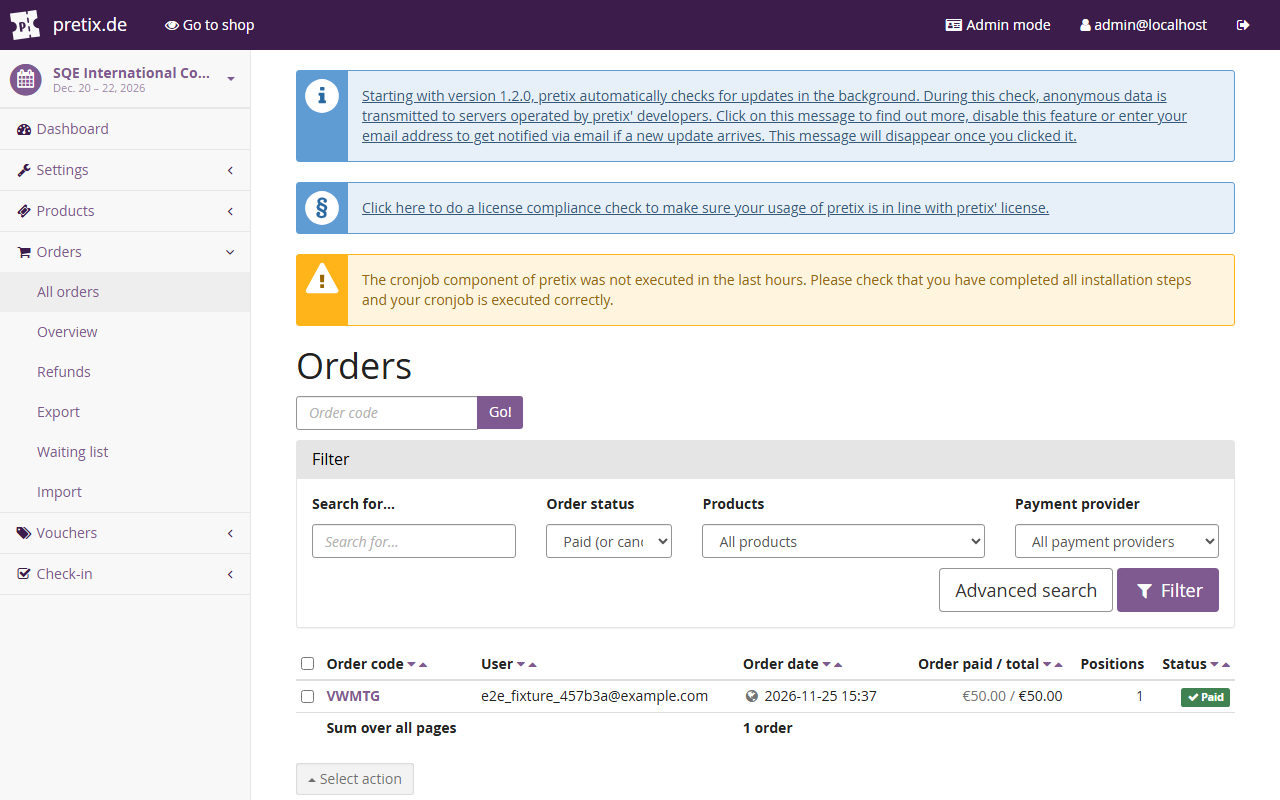 pretix.de
Go to shop
Admin mode
admin@localhost
SQE International Co...
Dec. 20 – 22, 2026
Dashboard
Settings
Products
Orders
All orders
Overview
Refunds
Export
Waiting list
Import
Vouchers
Check-in
Starting with version 1.2.0, pretix automatically checks for updates in the background. During this check, anonymous data is
transmitted to servers operated by pretix' developers. Click on this message to find out more, disable this feature or enter your
email address to get notified via email if a new update arrives. This message will disappear once you clicked it.
§
Click here to do a license compliance check to make sure your usage of pretix is in line with pretix' license.
The cronjob component of pretix was not executed in the last hours. Please check that you have completed all installation steps
and your cronjob is executed correctly.
Orders
Order code
Go!
Filter
Search for... Order status Products Payment provider
Search for... Paid (or canc All products All payment providers
Advanced search Filter
Order code User Order date Order paid / total Positions Status
VWMTG e2e_fixture_457b3a@example.com 2026-11-25 15:37 €50.00 / €50.00 1 Paid
Sum over all pages 1 order
Select action